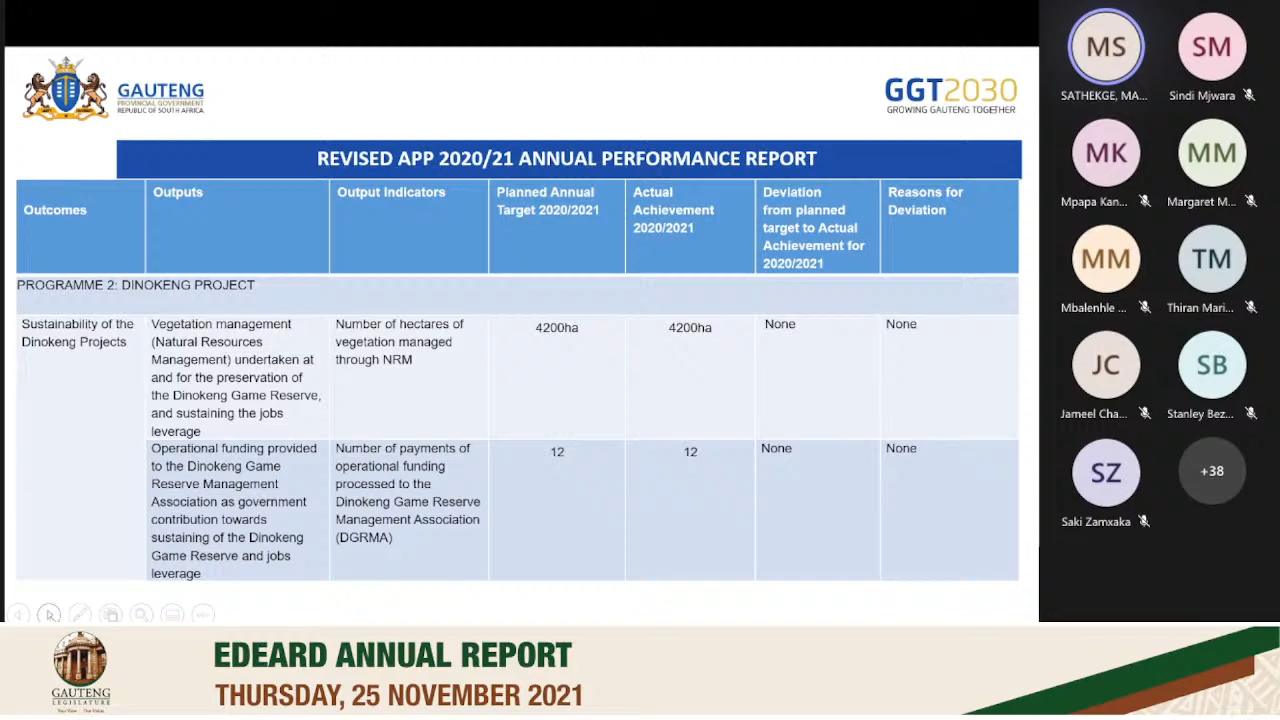 GAUTENG
PROVINCIAL GOVERNMENT
REPUBLIC OF SOUTH AFRICA
GGT2030
GROWING GAUTENG TOGETHER
REVISED APP 2020/21 ANNUAL PERFORMANCE REPORT
Outcomes
Outputs
Output Indicators
Planned Annual
Target 2020/2021
Actual
Achievement
2020/2021
Deviation
from planned
target to Actual
Achievement for
2020/2021
Reasons for
Deviation
PROGRAMME 2: DINOKENG PROJECT
Sustainability of the
Dinokeng Projects
Vegetation management
(Natural Resources
Management) undertaken at
and for the preservation of
the Dinokeng Game Reserve,
and sustaining the jobs
leverage
Number of hectares of
vegetation managed
through NRM
4200ha
4200ha
None
None
Operational funding provided
to the Dinokeng Game
Reserve Management
Association as government
contribution towards
sustaining of the Dinokeng
Game Reserve and jobs
leverage
Number of payments of
operational funding
processed to the
Dinokeng Game Reserve
Management Association
(DGRMA)
12
12
None
None
MS
SATHEKGE, MA...
SM
Sindi Mjwara
MK
Mpapa Kan...
MM
Margaret M...
MM
Mbalenhle ...
TM
Thiran Mari...
JC
Jameel Cha...
SB
Stanley Bez...
SZ
Saki Zamxaka
+38
GAUTENG
LEGISLATURE
Your View Our Vision
EDEARD ANNUAL REPORT
THURSDAY, 25 NOVEMBER 2021